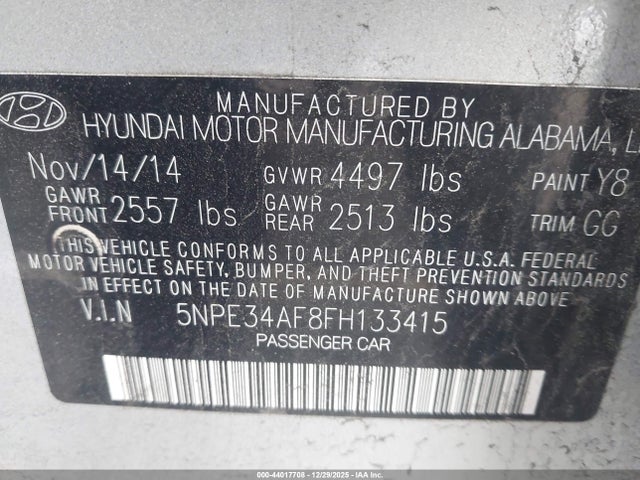 MANUFACTURED BY
HYUNDAI MOTOR MANUFACTURING ALABAMA,
Nov/14/14 GVWR 4497 lbs PAINT Y8
GAWR FRONT 2557 lbs GAWR REAR 2513 lbs TRIM GG
THIS VEHICLE CONFORMS TO ALL APPLICABLE U.S.A. FEDERAL
MOTOR VEHICLE SAFETY, BUMPER, AND THEFT PREVENTION STANDARDS
IN EFFECT ON THE DATE OF MANUFACTURE SHOWN ABOVE
V.I.N 5NPE34AF8FH133415
PASSENGER CAR
000-44017708 - 12/29/2025 - IAAI.COM